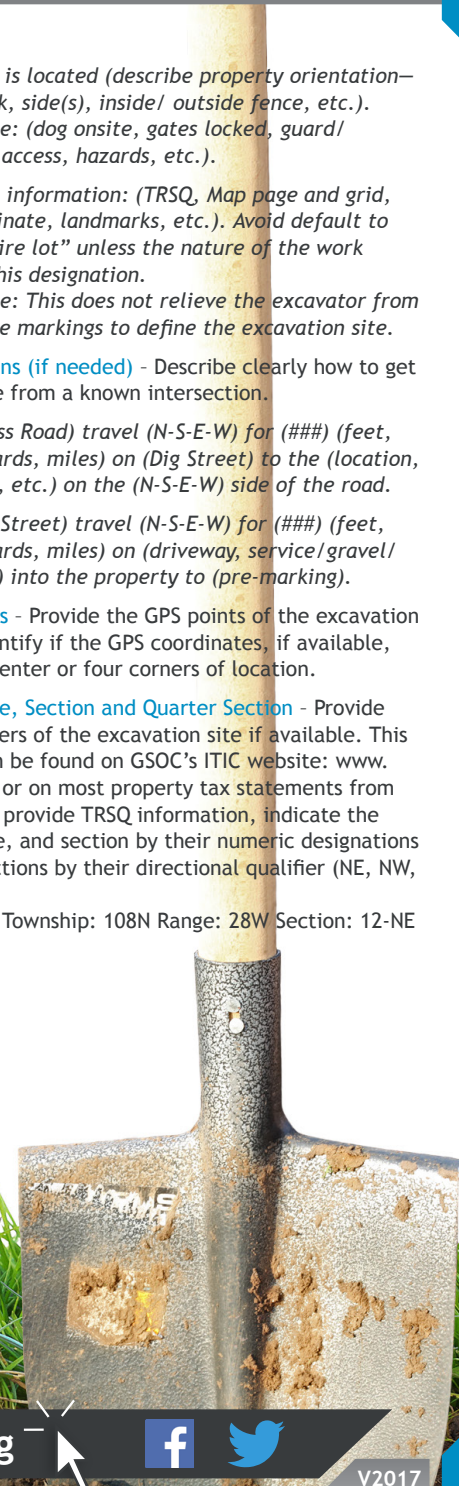 is located (describe property orientation—
k, side(s), inside/ outside fence, etc.).
e: (dog onsite, gates locked, guard/
access, hazards, etc.).
information: (TRSQ, Map page and grid,
inate, landmarks, etc.). Avoid default to
ire lot” unless the nature of the work
his designation.
e: This does not relieve the excavator from
e markings to define the excavation site.
ns (if needed) – Describe clearly how to get
e from a known intersection.
ss Road) travel (N-S-E-W) for (###) (feet,
ards, miles) on (Dig Street) to the (location,
, etc.) on the (N-S-E-W) side of the road.
Street) travel (N-S-E-W) for (###) (feet,
ards, miles) on (driveway, service/gravel/
) into the property to (pre-marking).
s – Provide the GPS points of the excavation
ntify if the GPS coordinates, if available,
enter or four corners of location.
e, Section and Quarter Section – Provide
ers of the excavation site if available. This
n be found on GSOC’s ITIC website: www.
or on most property tax statements from
provide TRSQ information, indicate the
e, and section by their numeric designations
ctions by their directional qualifier (NE, NW,
Township: 108N Range: 28W Section: 12-NE
g
V2017